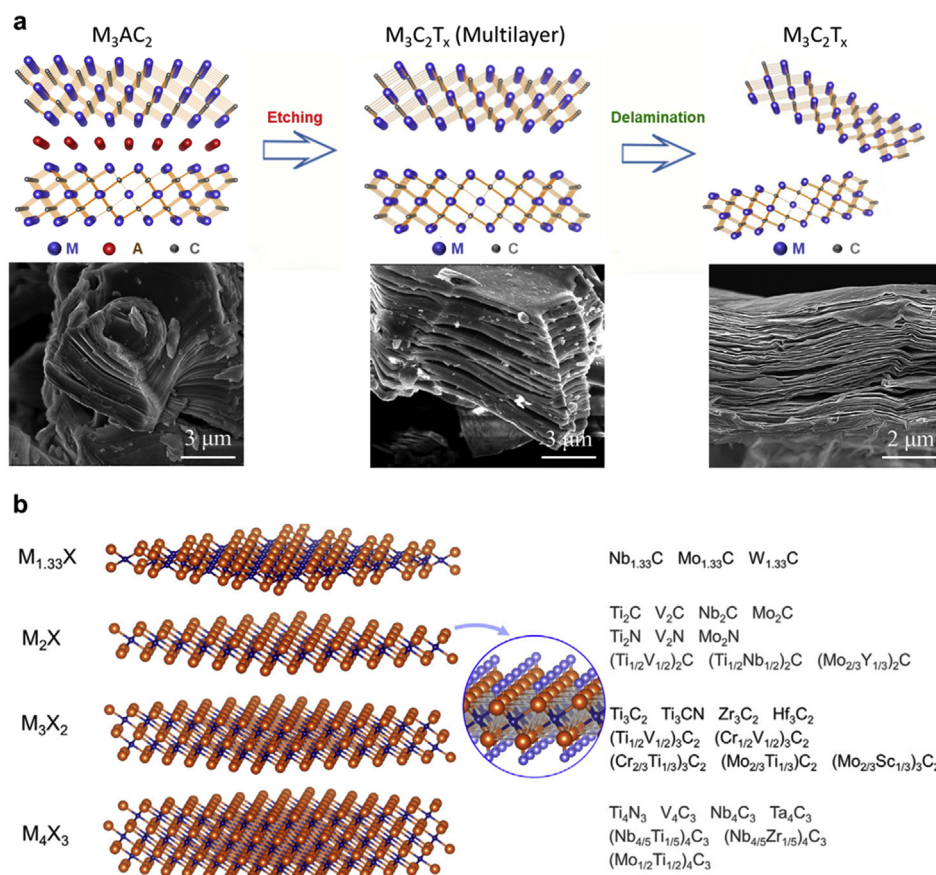 a
M₃AC₂
M₃C₂Tₓ (Multilayer)
M₃C₂Tₓ
Etching
Delamination
M A C
M C
M C
3 μm
3 μm
2 μm
b
M₁.₃₃X
Nb₁.₃₃C Mo₁.₃₃C W₁.₃₃C
M₂X
Ti₂C V₂C Nb₂C Mo₂C
Ti₂N V₂N Mo₂N
(Ti₁/₂V₁/₂)₂C (Ti₁/₂Nb₁/₂)₂C (Mo₂/₃Y₁/₃)₂C
M₃X₂
Ti₃C₂ Ti₃CN Zr₃C₂ Hf₃C₂
(Ti₁/₂V₁/₂)₃C₂ (Cr₁/₂V₁/₂)₃C₂
(Cr₂/₃Ti₁/₃)₃C₂ (Mo₂/₃Ti₁/₃)C₂ (Mo₂/₃Sc₁/₃)₃C₂
M₄X₃
Ti₄N₃ V₄C₃ Nb₄C₃ Ta₄C₃
(Nb₄/₅Ti₁/₅)₄C₃ (Nb₄/₅Zr₁/₅)₄C₃
(Mo₁/₂Ti₁/₂)₄C₃